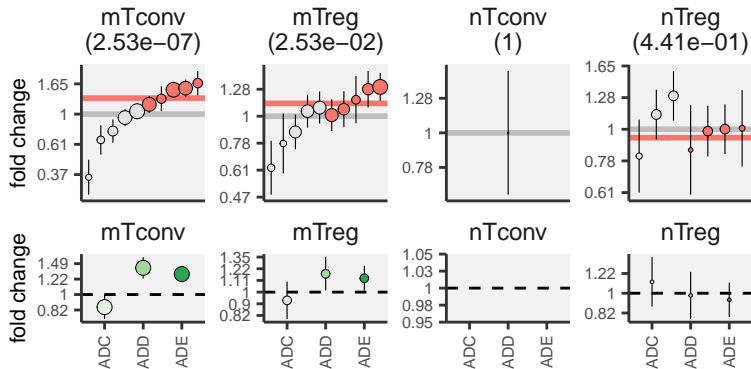 mTconv
(2.53e−07)
mTreg
(2.53e−02)
nTconv
(1)
nTreg
(4.41e−01)
fold change
1.65
1
0.61
0.37
1.28
1
0.78
0.61
0.47
1.28
1
0.78
1.65
1.28
1
0.78
0.61
mTconv
mTreg
nTconv
nTreg
fold change
1.49
1.22
1
0.82
1.35
1.22
1.11
1
0.9
0.82
1.05
1.03
1
0.98
0.95
1.22
1
0.82
ADC
ADD
ADE
ADC
ADD
ADE
ADC
ADD
ADE
ADC
ADD
ADE